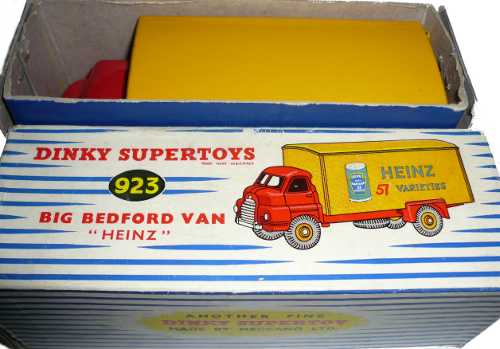 DINKY SUPERTOYS
923
BIG BEDFORD VAN
"HEINZ"
HEINZ
57 VARIETIES
ANOTHER FINE
DINKY SUPERTOY
MADE BY MECCANO LTD.